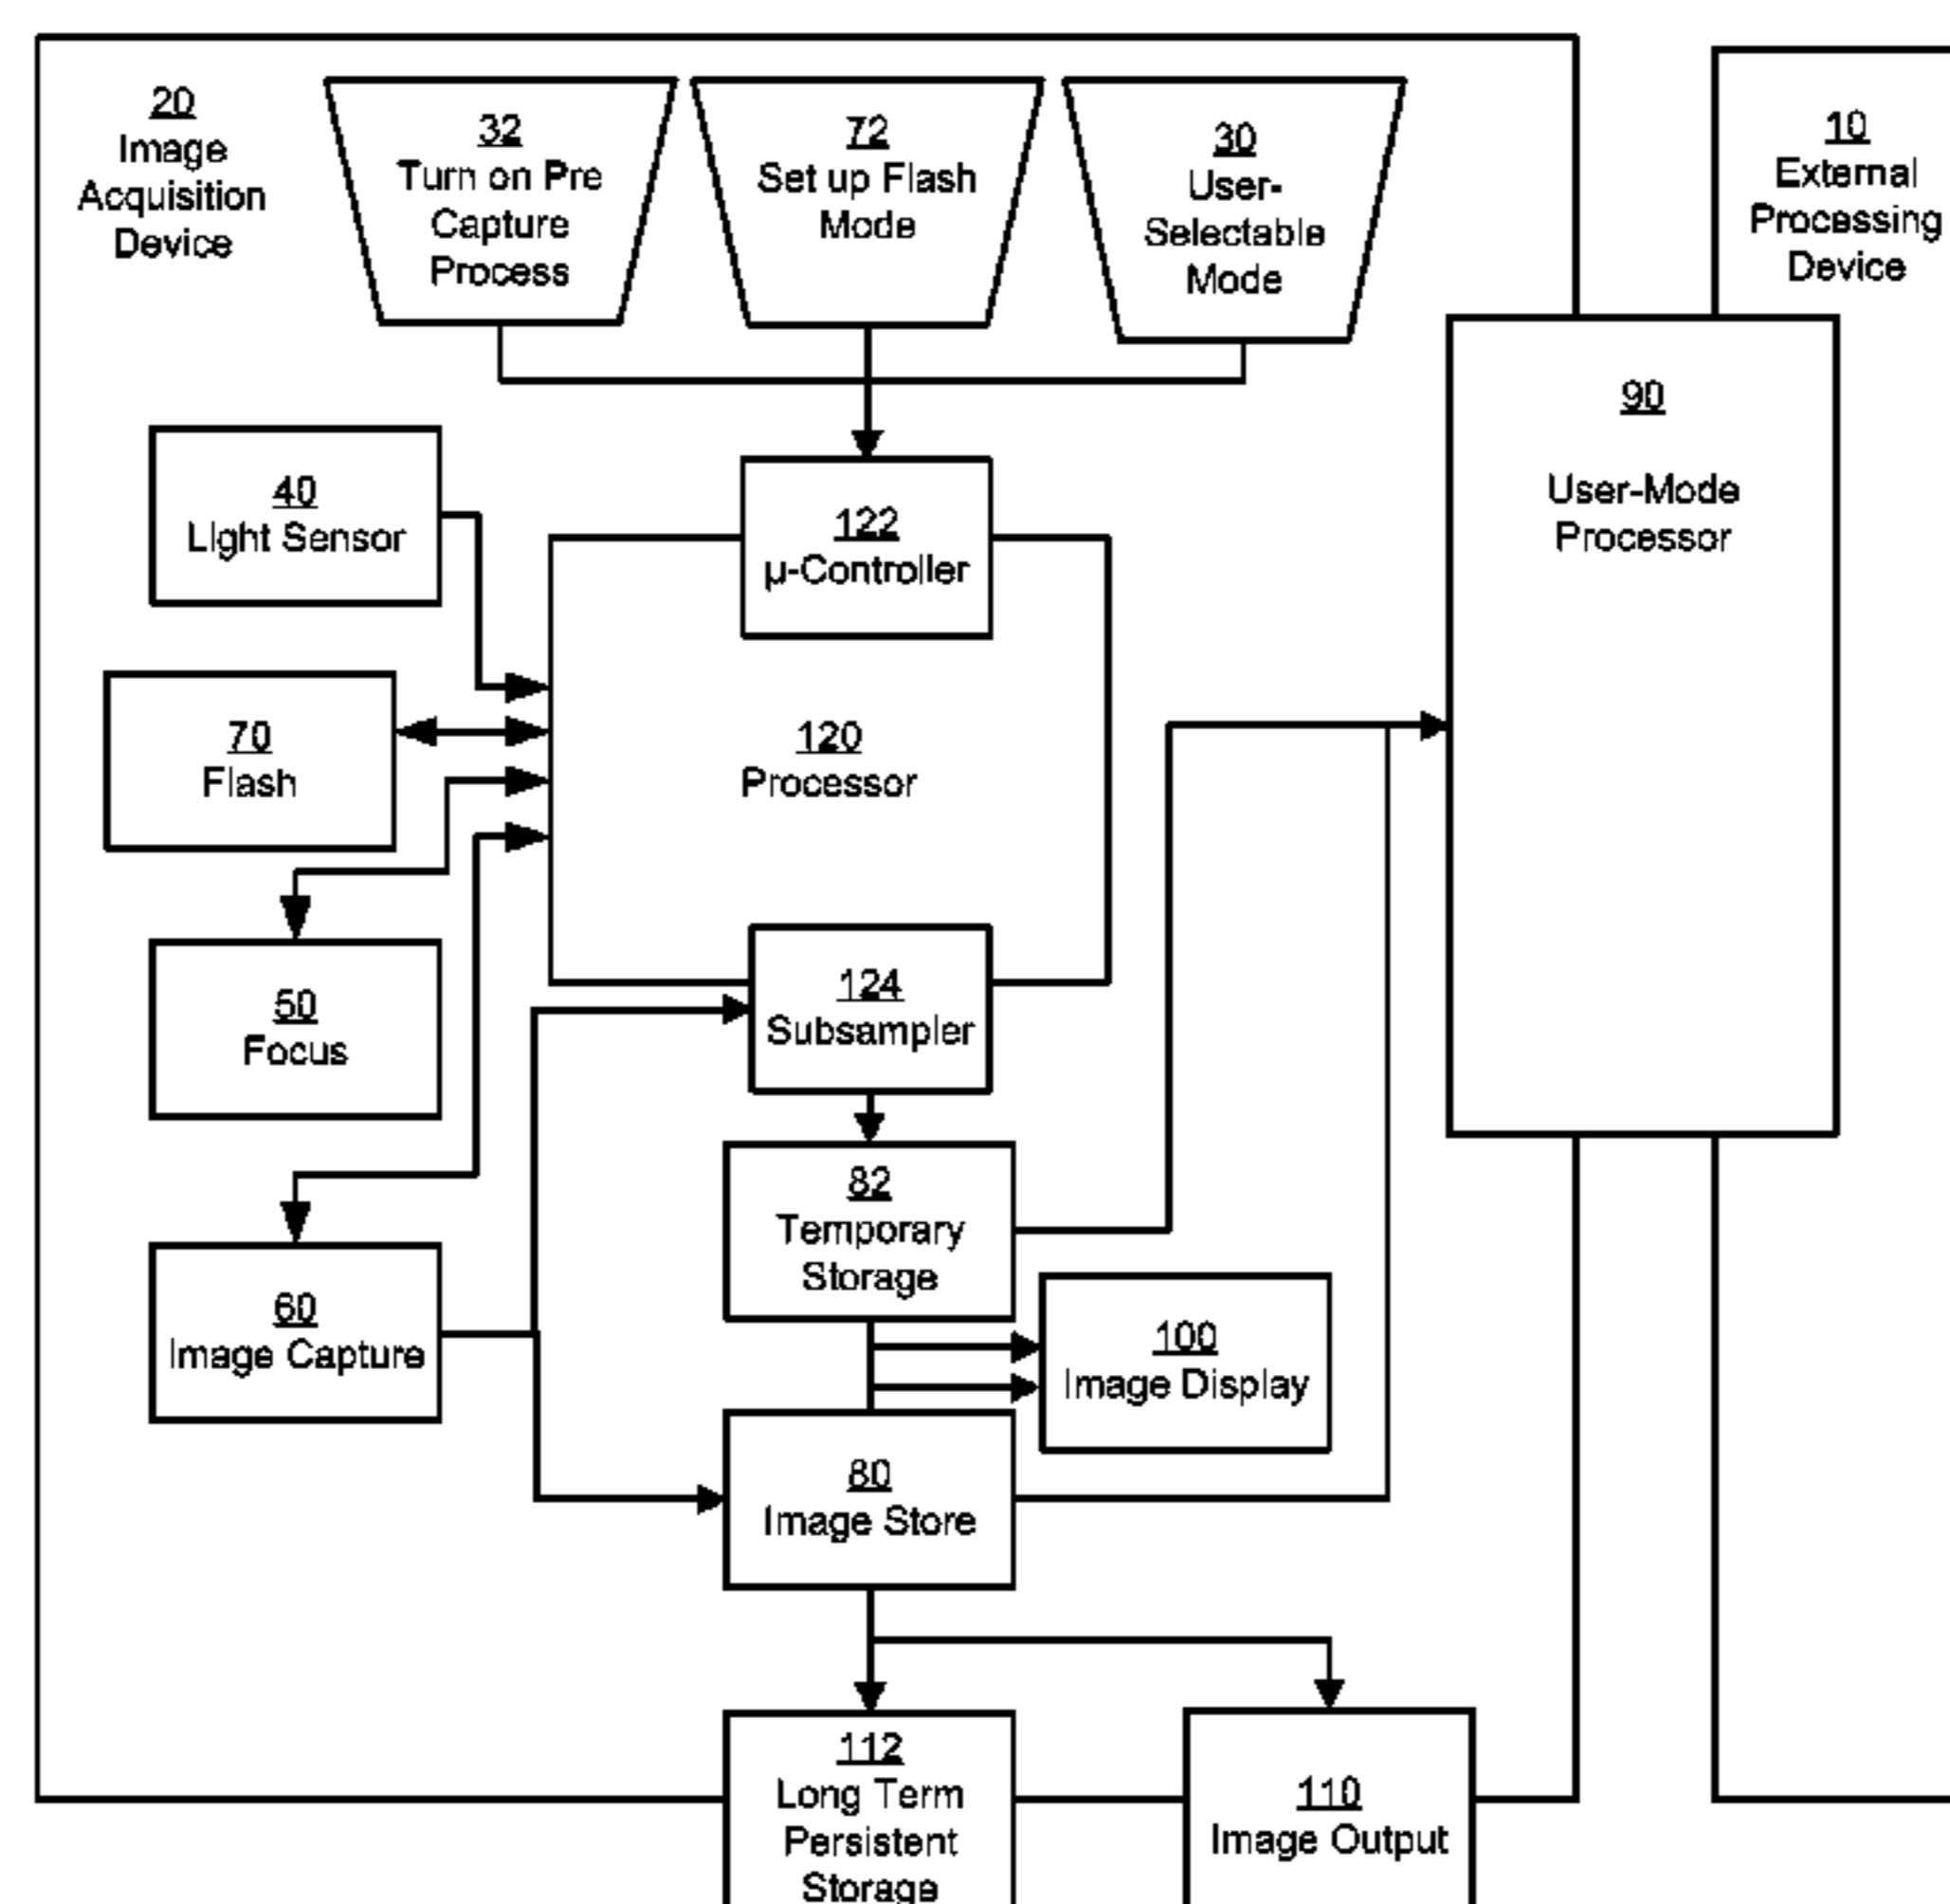 20
Image
Acquisition
Device
32
Turn on Pre
Capture
Process
72
Set up Flash
Mode
30
User-
Selectable
Mode
10
External
Processing
Device
90
User-Mode
Processor
40
LIght Sensor
122
µ-Controller
70
Flash
120
Processor
50
Focus
124
Subsampler
82
Temporary
Storage
60
Image Capture
100
Image Display
80
Image Store
112
Long Term
Persistent
Storage
110
Image Output